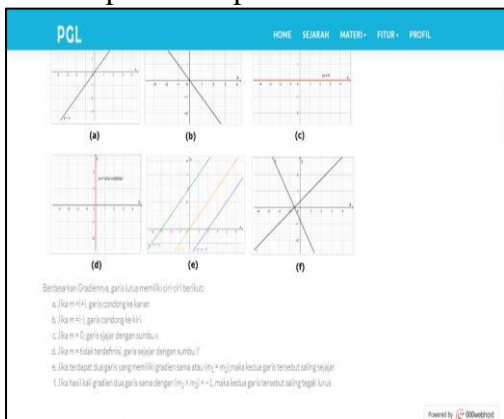 PGL
HOME SEJARAH MATERI FITUR PROFIL
(a) (b) (c)
(d) (e) (f)
Berdasarkan Gradiennya, garis lurus memiliki ciri-ciri berikut:
a. Jika m =(+), garis condong ke kanan
b. Jika m =(-), garis condong ke kiri
c. Jika m = 0, garis sjajar dengan sumbu x
d. Jika m = tidak terdefinisi, garis sejajar dengan sumbu Y
e. Jika terdapat dua garis yang memiliki gradien sama atau (m₁ = m₂);maka kedua garis tersebut saling sejajar
f. Jika hasil kali gradien dua garis sama dengan (m₁ × m₂) = −1, maka kedua garis tersebut saling tegak lurus
Powered by 000webhost